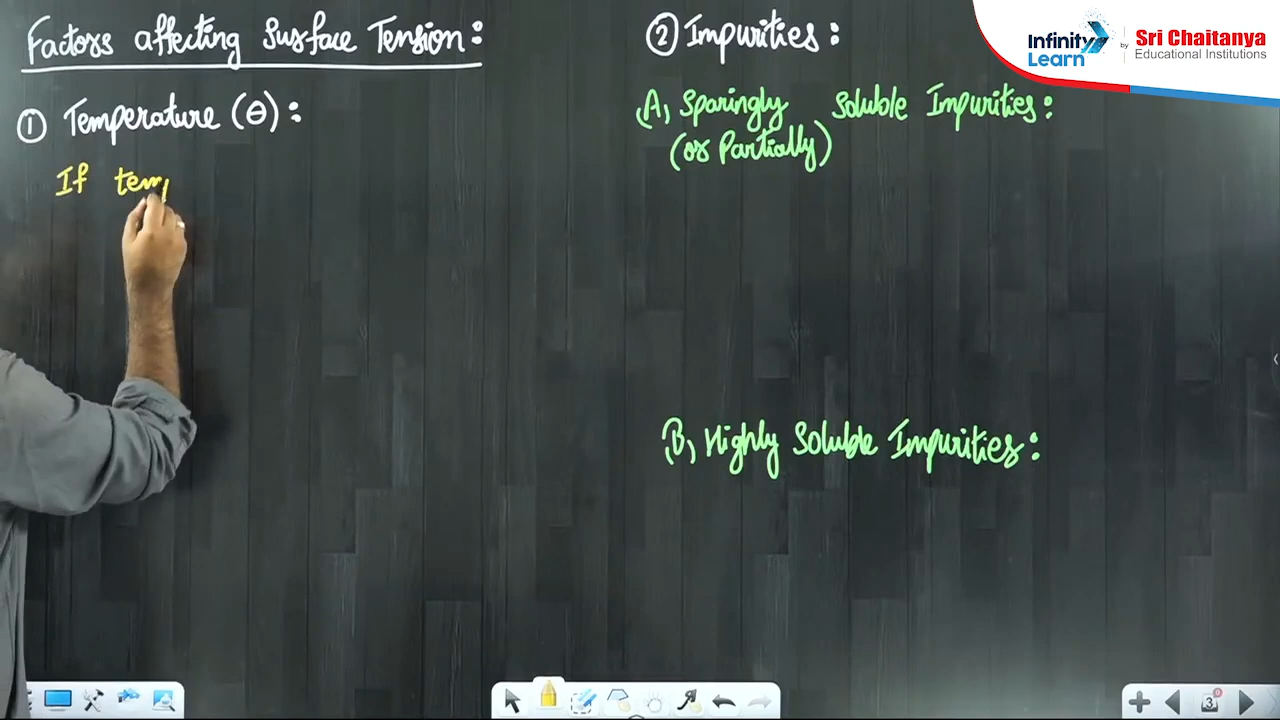 Factors affecting Surface Tension:
① Temperature (θ):
If tem
② Impurities:
A, Sparingly Soluble Impurities:
(or Partially)
B, Highly Soluble Impurities:
Infinity Learn by Sri Chaitanya
Educational Institutions
3